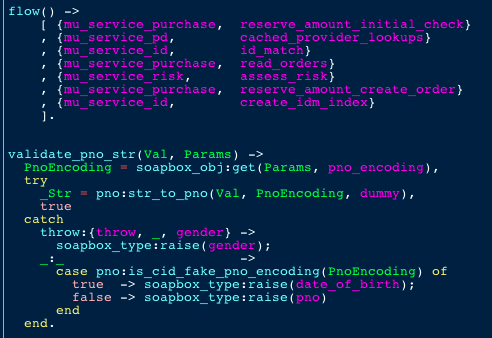 flow() ->
    [ {mu_service_purchase,  reserve_amount_initial_check}
    , {mu_service_pd,        cached_provider_lookups}
    , {mu_service_id,        id_match}
    , {mu_service_purchase,  read_orders}
    , {mu_service_risk,      assess_risk}
    , {mu_service_purchase,  reserve_amount_create_order}
    , {mu_service_id,        create_idm_index}
    ].
validate_pno_str(Val, Params) ->
  PnoEncoding = soapbox_obj:get(Params, pno_encoding),
  try
    _Str = pno:str_to_pno(Val, PnoEncoding, dummy),
    true
  catch
    throw:{throw, _, gender} ->
      soapbox_type:raise(gender);
    _:_                      ->
      case pno:is_cid_fake_pno_encoding(PnoEncoding) of
        true  -> soapbox_type:raise(date_of_birth);
        false -> soapbox_type:raise(pno)
      end
  end.